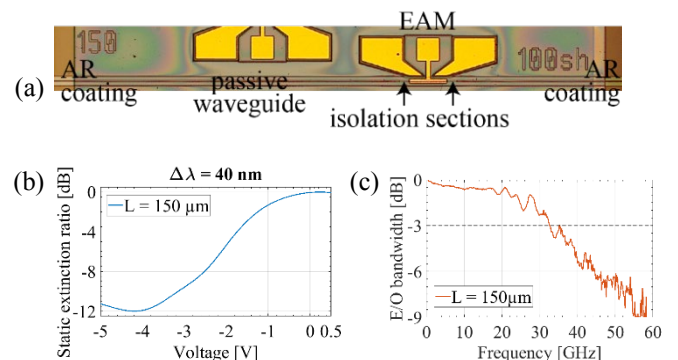 EAM
150
100sh
AR
coating
passive
waveguide
AR
coating
(a)
isolation sections
(b)
Δλ = 40 nm
Static extinction ratio [dB]
0
-4
-8
-12
L = 150 µm
-5
-4
-3
-2
-1
0
0.5
Voltage [V]
(c)
E/O bandwidth [dB]
0
-3
-6
-9
L = 150µm
0
10
20
30
40
50
60
Frequency [GHz]